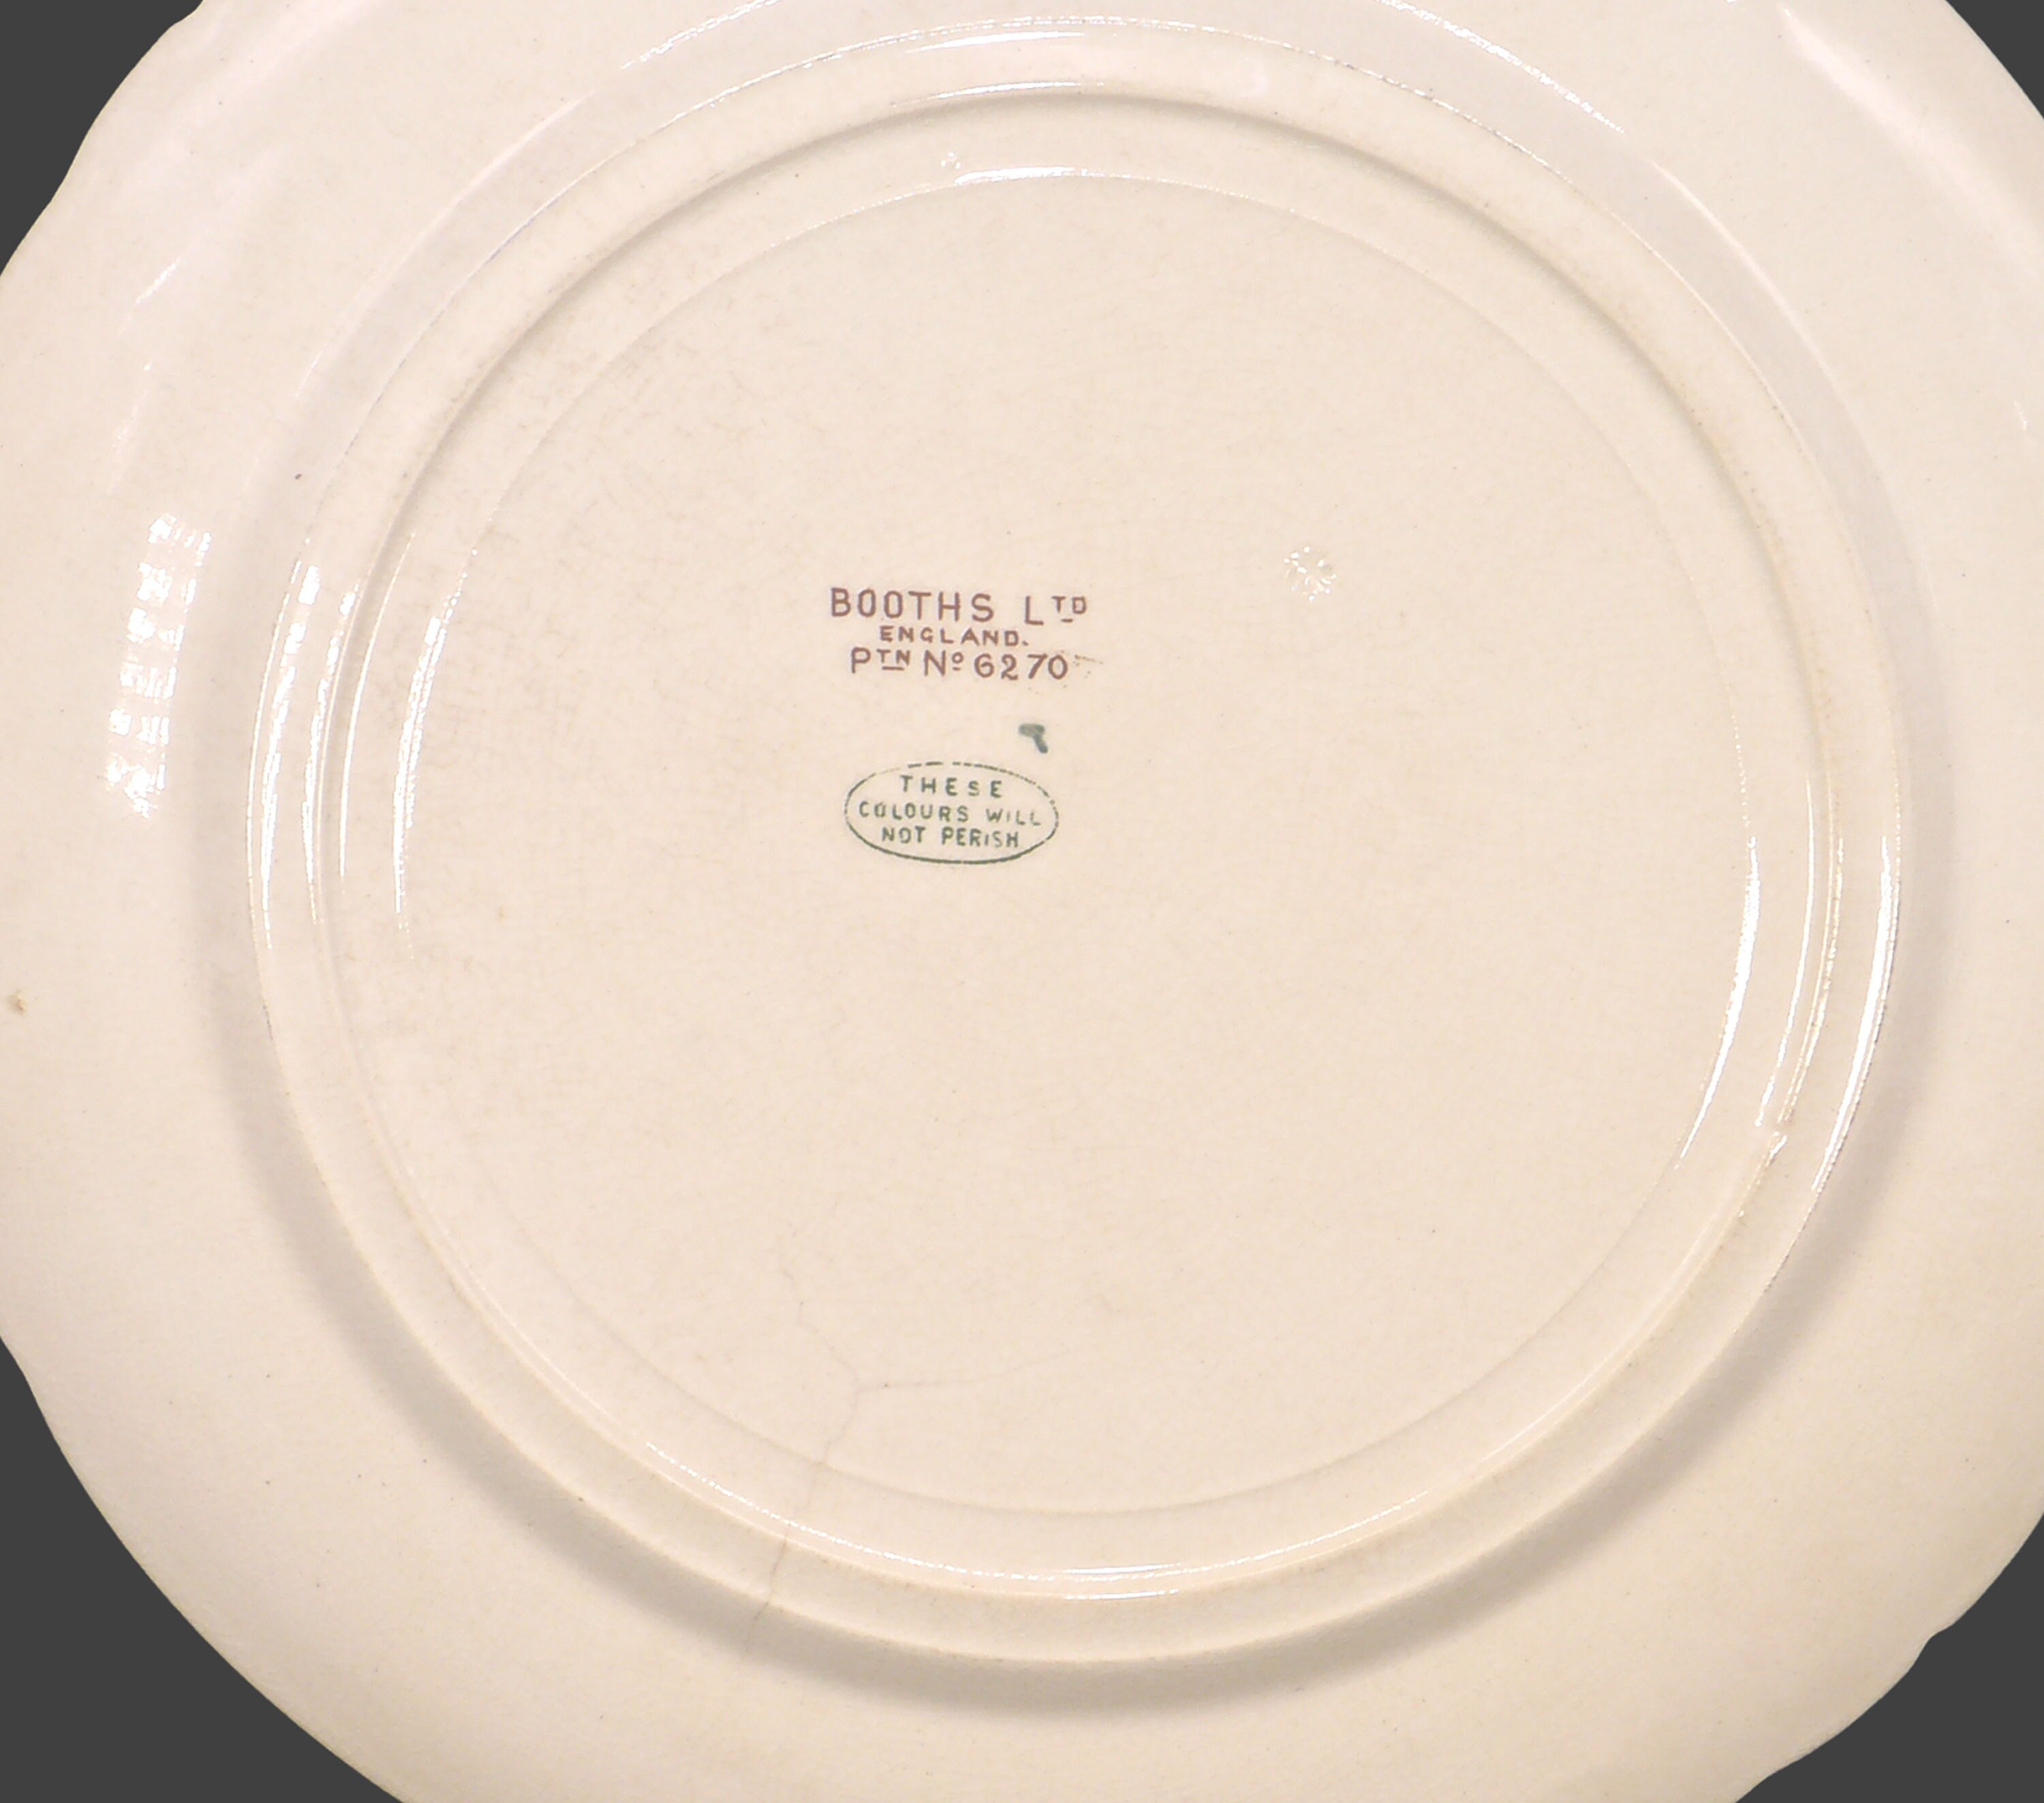 BOOTHS LTD
ENGLAND.
PTN No 6270
THESE
COLOURS WILL
NOT PERISH